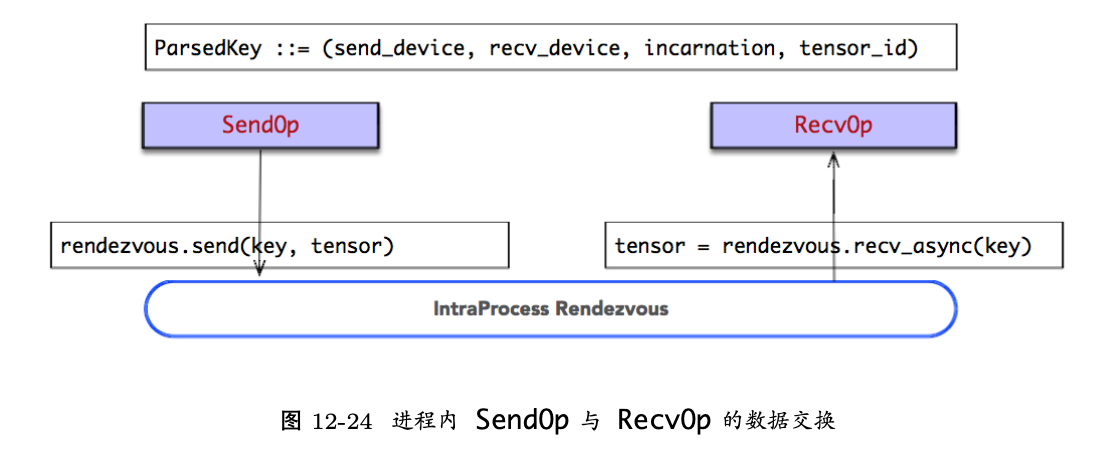 ParsedKey ::= (send_device, recv_device, incarnation, tensor_id)
SendOp
RecvOp
rendezvous.send(key, tensor)
tensor = rendezvous.recv_async(key)
IntraProcess Rendezvous
图 12-24 进程内 SendOp 与 RecvOp 的数据交换